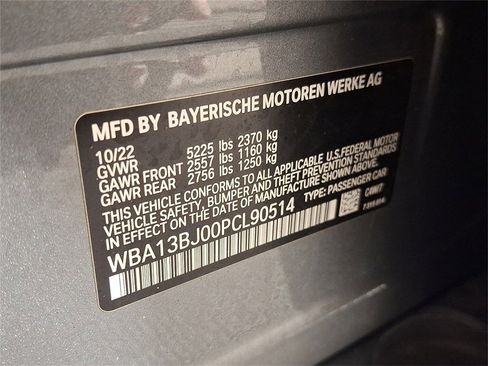 MFD BY BAYERISCHE MOTOREN WERKE AG
10/22
GVWR 5225 lbs 2370 kg
GAWR FRONT 2557 lbs 1160 kg
GAWR REAR 2756 lbs 1250 kg
THIS VEHICLE CONFORMS TO ALL APPLICABLE U.S. FEDERAL MOTOR
VEHICLE SAFETY, BUMPER, AND THEFT PREVENTION STANDARDS
IN EFFECT ON THE DATE OF MANUFACTURE SHOWN ABOVE.
WBA13BJ00PCL90514 TYPE: PASSENGER CAR